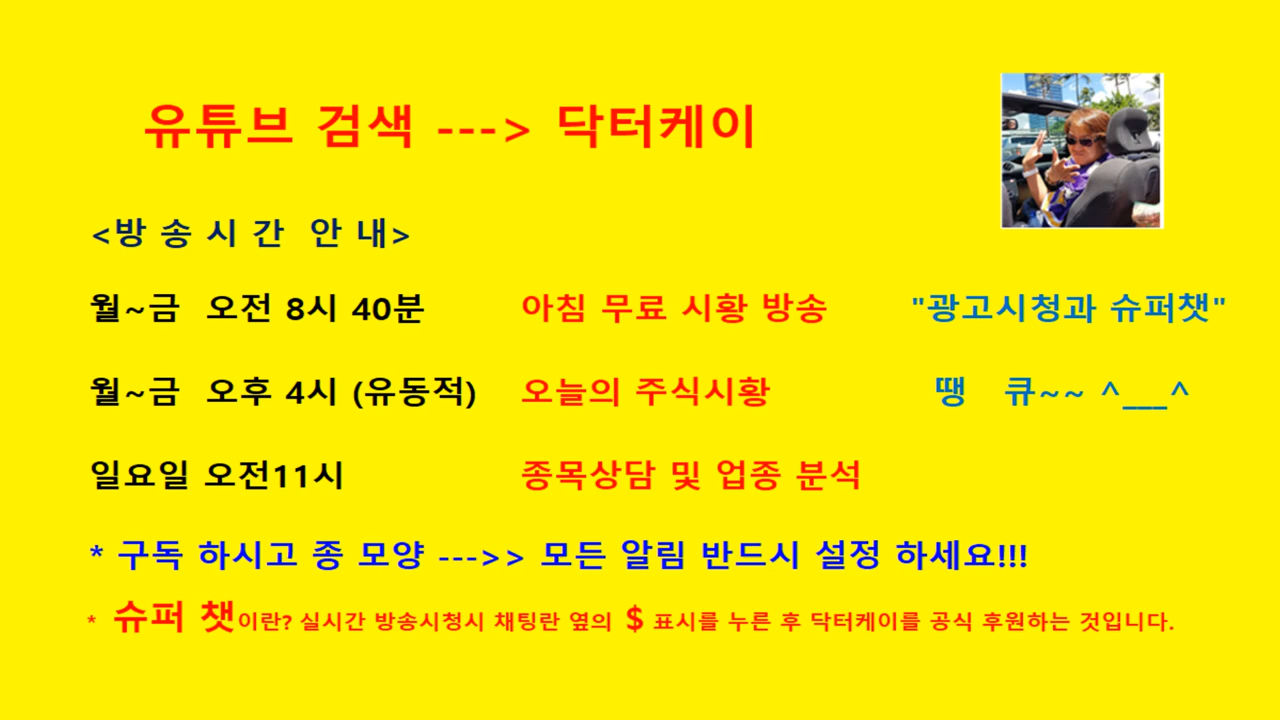 유튜브 검색 ---> 닥터케이
<방 송 시 간 안 내>
월~금 오전 8시 40분 아침 무료 시황 방송 "광고시청과 슈퍼챗"
월~금 오후 4시 (유동적) 오늘의 주식시황 땡 큐~~ ^___^
일요일 오전11시 종목상담 및 업종 분석
* 구독 하시고 종 모양 --->> 모든 알림 반드시 설정 하세요!!!
* 슈퍼 챗이란? 실시간 방송시청시 채팅란 옆의 $ 표시를 누른 후 닥터케이를 공식 후원하는 것입니다.